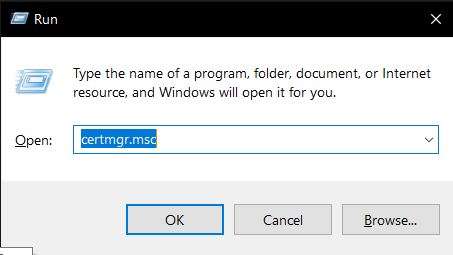 Run
Type the name of a program, folder, document, or Internet
resource, and Windows will open it for you.
Open:
certmgr.msc
OK
Cancel
Browse...